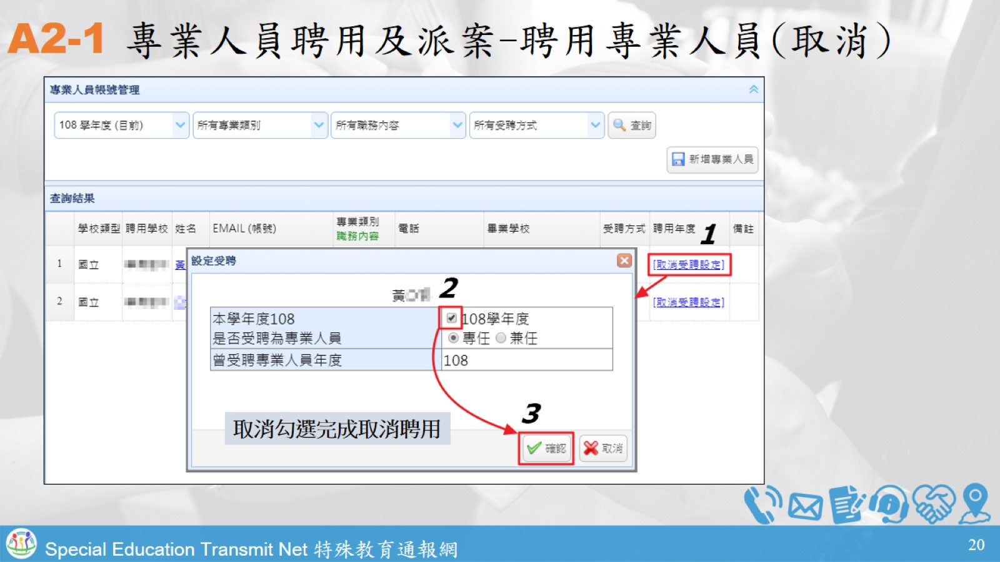 A2-1 專業人員聘用及派案-聘用專業人員(取消)
專業人員帳號管理
108 學年度 (目前) 所有專業類別 所有職務內容 所有受聘方式 查詢
新增專業人員
查詢結果
學校類型 聘用學校 姓名 EMAIL (帳號) 專業類別 電話 畢業學校 受聘方式 聘用年度 1 備註
職務內容
1 國立 黃 [取消受聘設定]
2 國立 [取消受聘設定]
設定受聘
黃 2
本學年度108 108學年度
是否受聘為專業人員 專任 兼任
曾受聘專業人員年度 108
3
取消勾選完成取消聘用
確認 取消
Special Education Transmit Net 特殊教育通報網
20